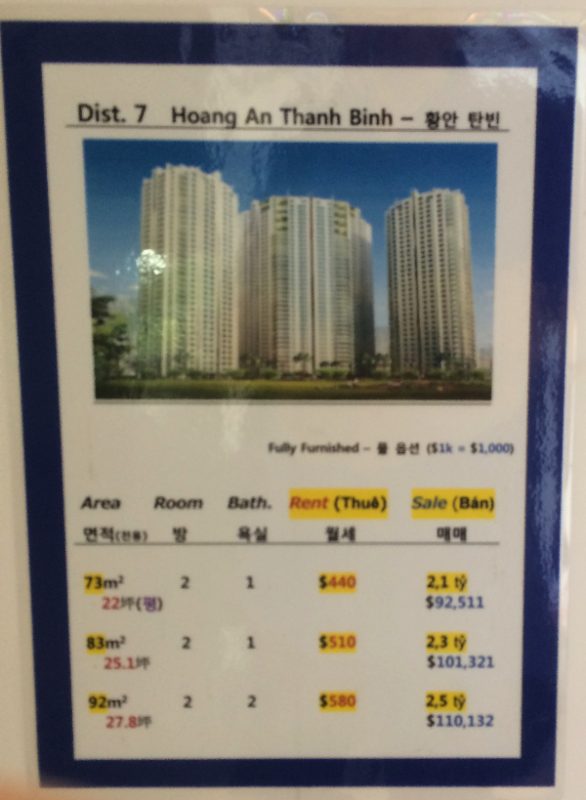 Dist. 7 Hoang An Thanh Binh – 황안 탄빈
Fully Furnished – 풀 옵션 ($1k = $1,000)
Area Room Bath. Rent (Thuê) Sale (Bán)
면적(전용) 방 욕실 월세 매매
73m² 2 1 $440 2,1 tỷ
22坪(평) $92,511
83m² 2 1 $510 2,3 tỷ
25.1坪 $101,321
92m² 2 2 $580 2,5 tỷ
27.8坪 $110,132